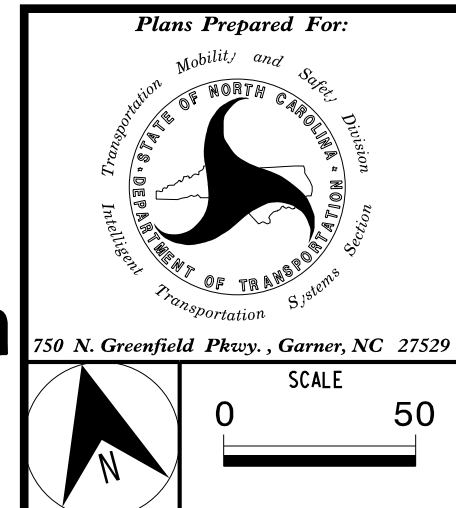 Plans Prepared For:
Transportation Mobility and Safety Division
STATE OF NORTH CAROLINA
DEPARTMENT OF TRANSPORTATION
Intelligent Transportation Systems Section
750 N. Greenfield Pkwy. , Garner, NC 27529
N
SCALE
0 50